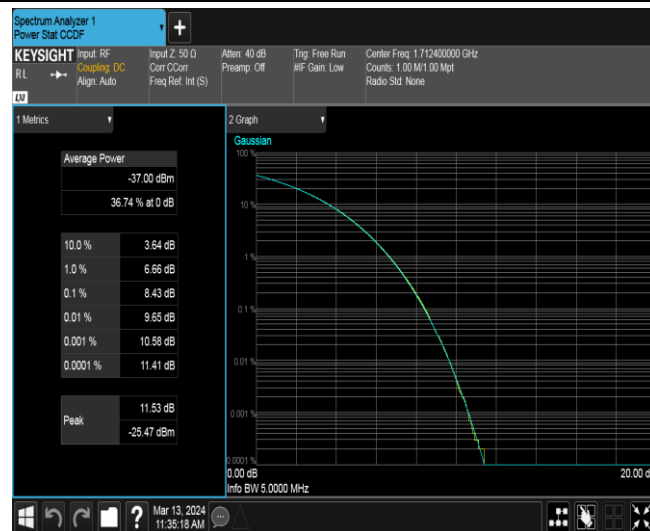 Spectrum Analyzer 1
Power Stat CCDF
+
KEYSIGHT
RL
LXI
Input: RF
Coupling: DC
Align: Auto
Input Z: 50 Ω
Corr CCorr
Freq Ref: Int (S)
Atten: 40 dB
Preamp: Off
Trig: Free Run
#IF Gain: Low
Center Freq: 1.712400000 GHz
Counts: 1.00 M/1.00 Mpt
Radio Std: None
1 Metrics
Average Power
-37.00 dBm
36.74 % at 0 dB
10.0 % 3.64 dB
1.0 % 6.66 dB
0.1 % 8.43 dB
0.01 % 9.65 dB
0.001 % 10.58 dB
0.0001 % 11.41 dB
Peak
11.53 dB
-25.47 dBm
2 Graph
Gaussian
100 %
10 %
1 %
0.1 %
0.01 %
0.001 %
0.0001 %
0.00 dB
20.00 d
Info BW 5.0000 MHz
?
Mar 13, 2024
11:35:18 AM